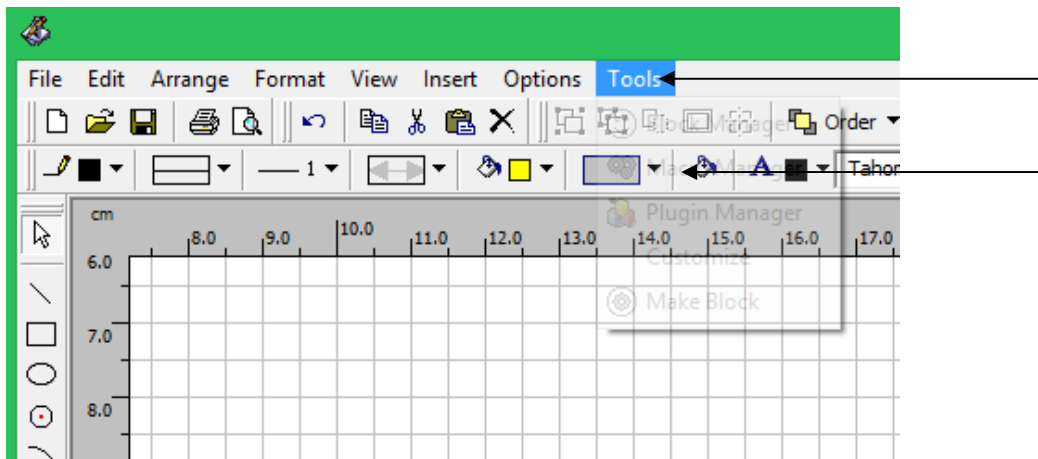 File Edit Arrange Format View Insert Options Tools
Order
Block Manager
1 A Tahor
Macro Manager
cm
Plugin Manager
8.0 9.0 10.0 11.0 12.0 13.0 14.0 15.0 16.0 17.0
6.0
Customize
Make Block
7.0
8.0